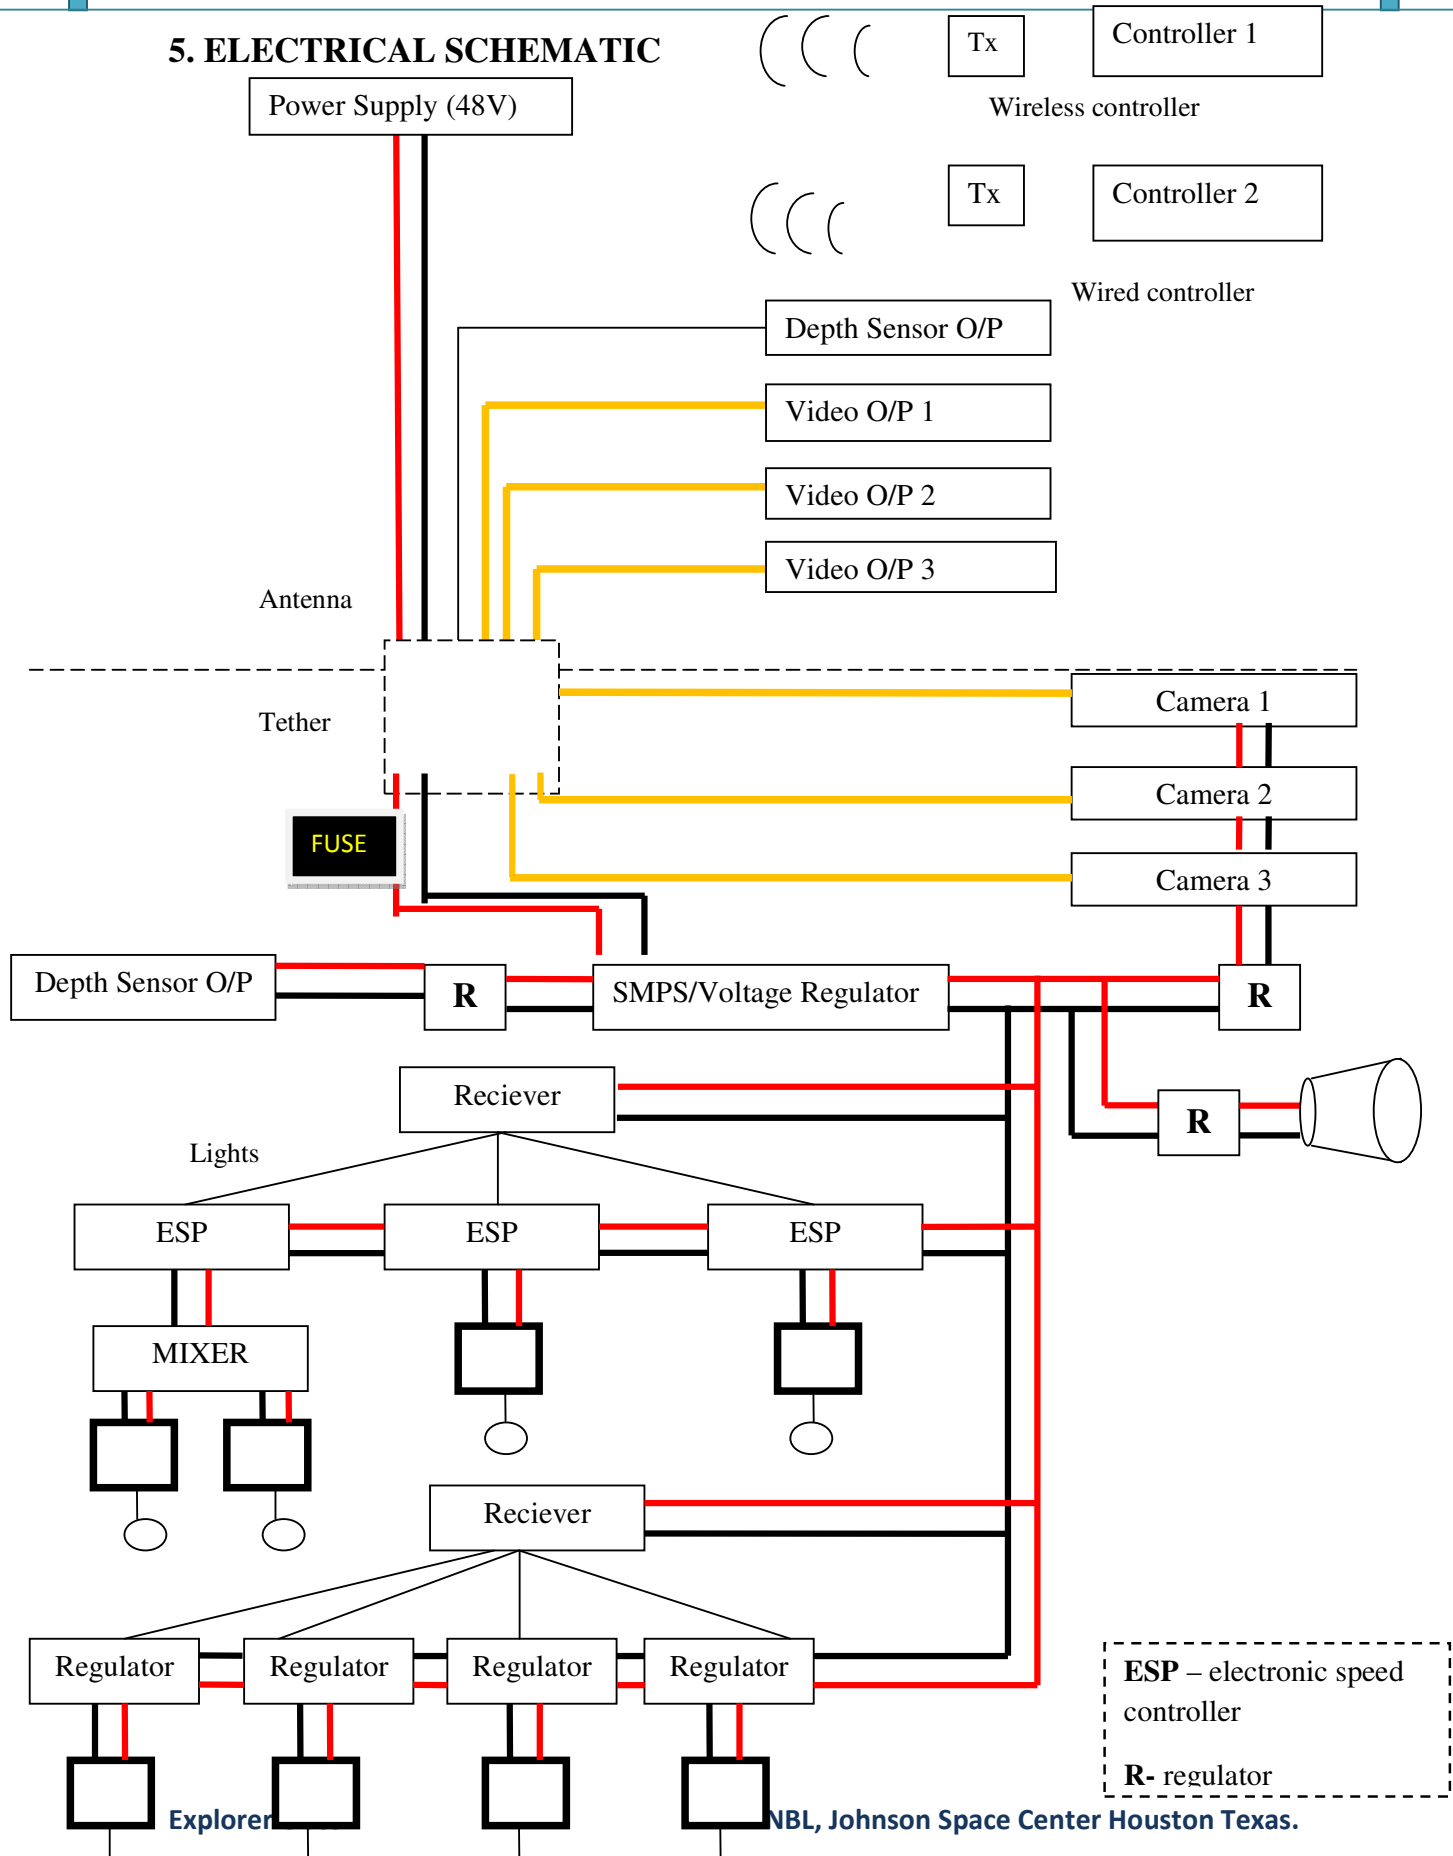 5. ELECTRICAL SCHEMATIC
Tx
Controller 1
Power Supply (48V)
Wireless controller
Tx
Controller 2
Wired controller
Depth Sensor O/P
Video O/P 1
Video O/P 2
Video O/P 3
Antenna
Tether
Camera 1
Camera 2
FUSE
Camera 3
Depth Sensor O/P
R
SMPS/Voltage Regulator
R
Reciever
R
Lights
ESP
ESP
ESP
MIXER
Reciever
Regulator
Regulator
Regulator
Regulator
ESP – electronic speed
controller
R- regulator
Explorer NBL, Johnson Space Center Houston Texas.